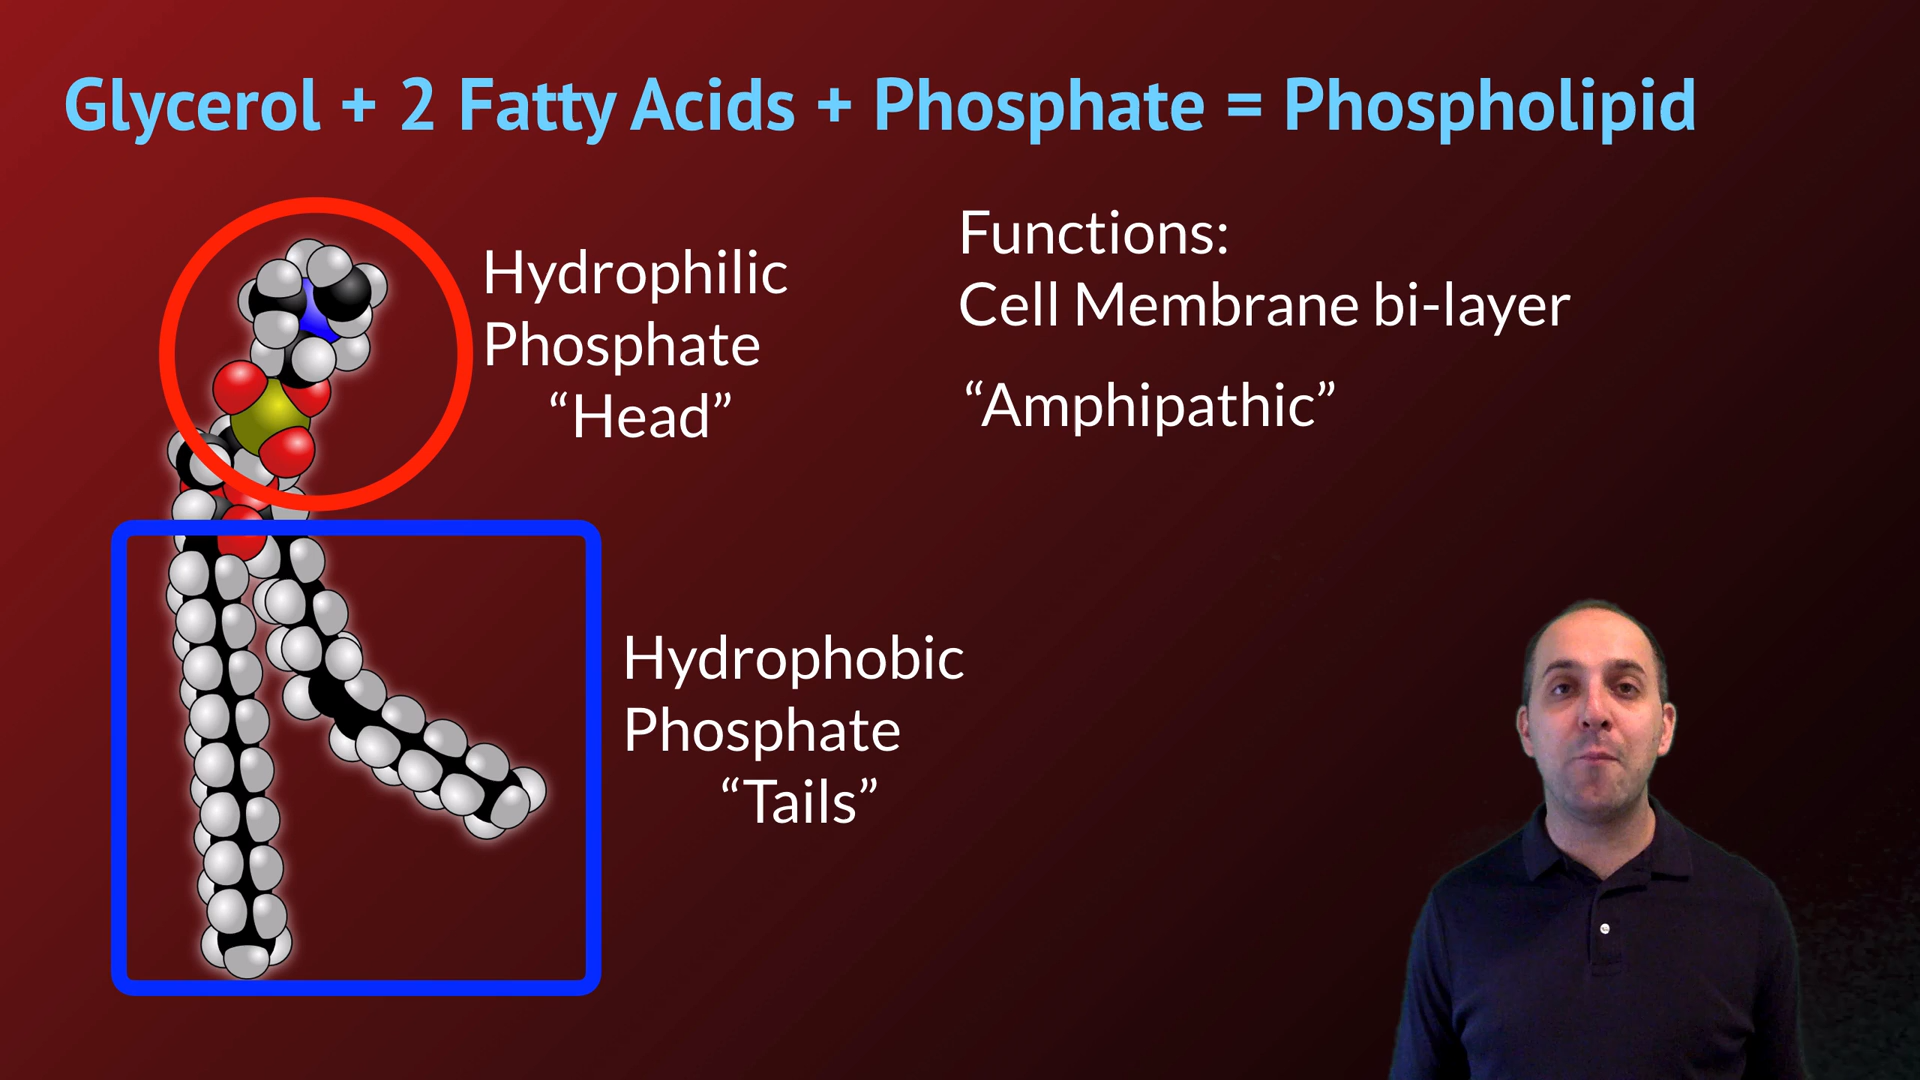 Glycerol + 2 Fatty Acids + Phosphate = Phospholipid
Hydrophilic
Phosphate
“Head”
Functions:
Cell Membrane bi-layer
“Amphipathic”
Hydrophobic
Phosphate
“Tails”